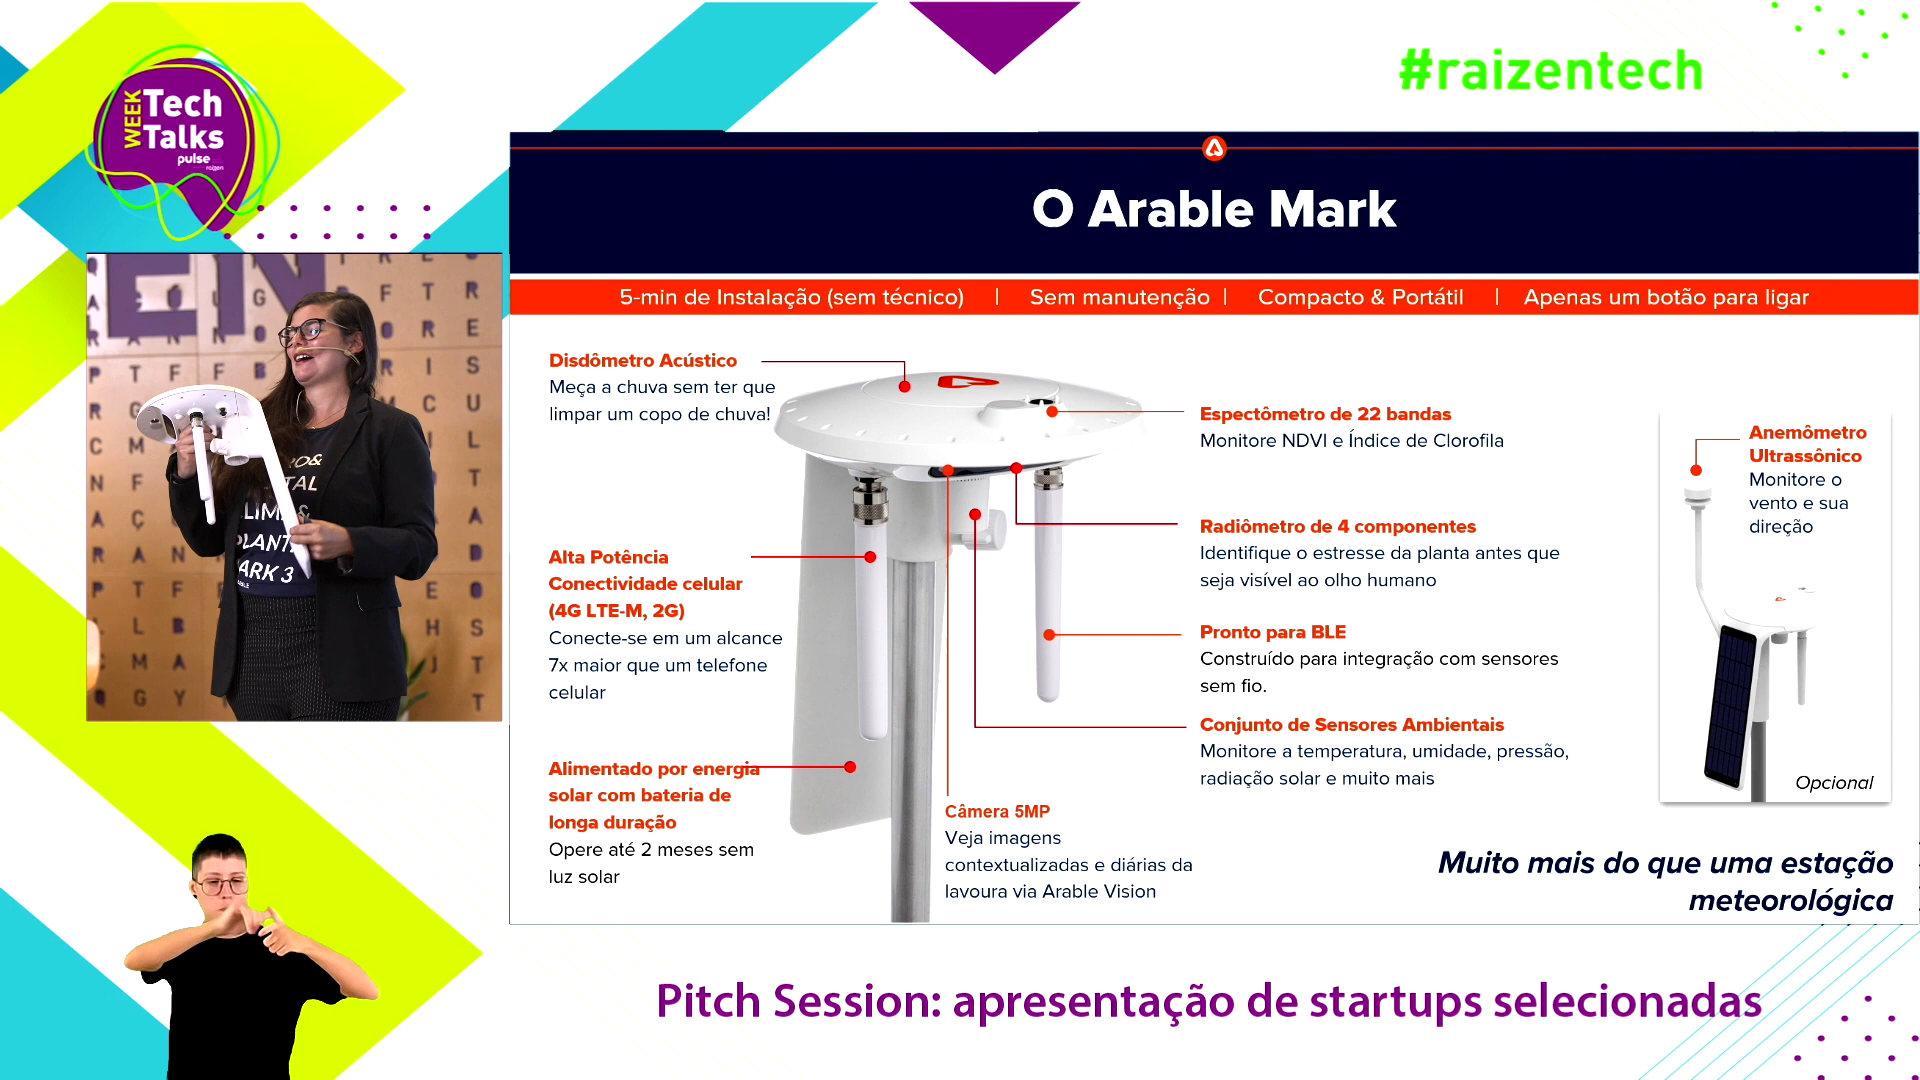 WEEK
Tech
Talks
pulse
raízen
#raizentech
O Arable Mark
5-min de Instalação (sem técnico) | Sem manutenção | Compacto & Portátil | Apenas um botão para ligar
Disdômetro Acústico
Meça a chuva sem ter que
limpar um copo de chuva!
Alta Potência
Conectividade celular
(4G LTE-M, 2G)
Conecte-se em um alcance
7x maior que um telefone
celular
Alimentado por energia
solar com bateria de
longa duração
Opere até 2 meses sem
luz solar
Câmera 5MP
Veja imagens
contextualizadas e diárias da
lavoura via Arable Vision
Espectômetro de 22 bandas
Monitore NDVI e Índice de Clorofila
Radiômetro de 4 componentes
Identifique o estresse da planta antes que
seja visível ao olho humano
Pronto para BLE
Construído para integração com sensores
sem fio.
Conjunto de Sensores Ambientais
Monitore a temperatura, umidade, pressão,
radiação solar e muito mais
Anemômetro
Ultrassônico
Monitore o
vento e sua
direção
Opcional
Muito mais do que uma estação
meteorológica
Pitch Session: apresentação de startups selecionadas